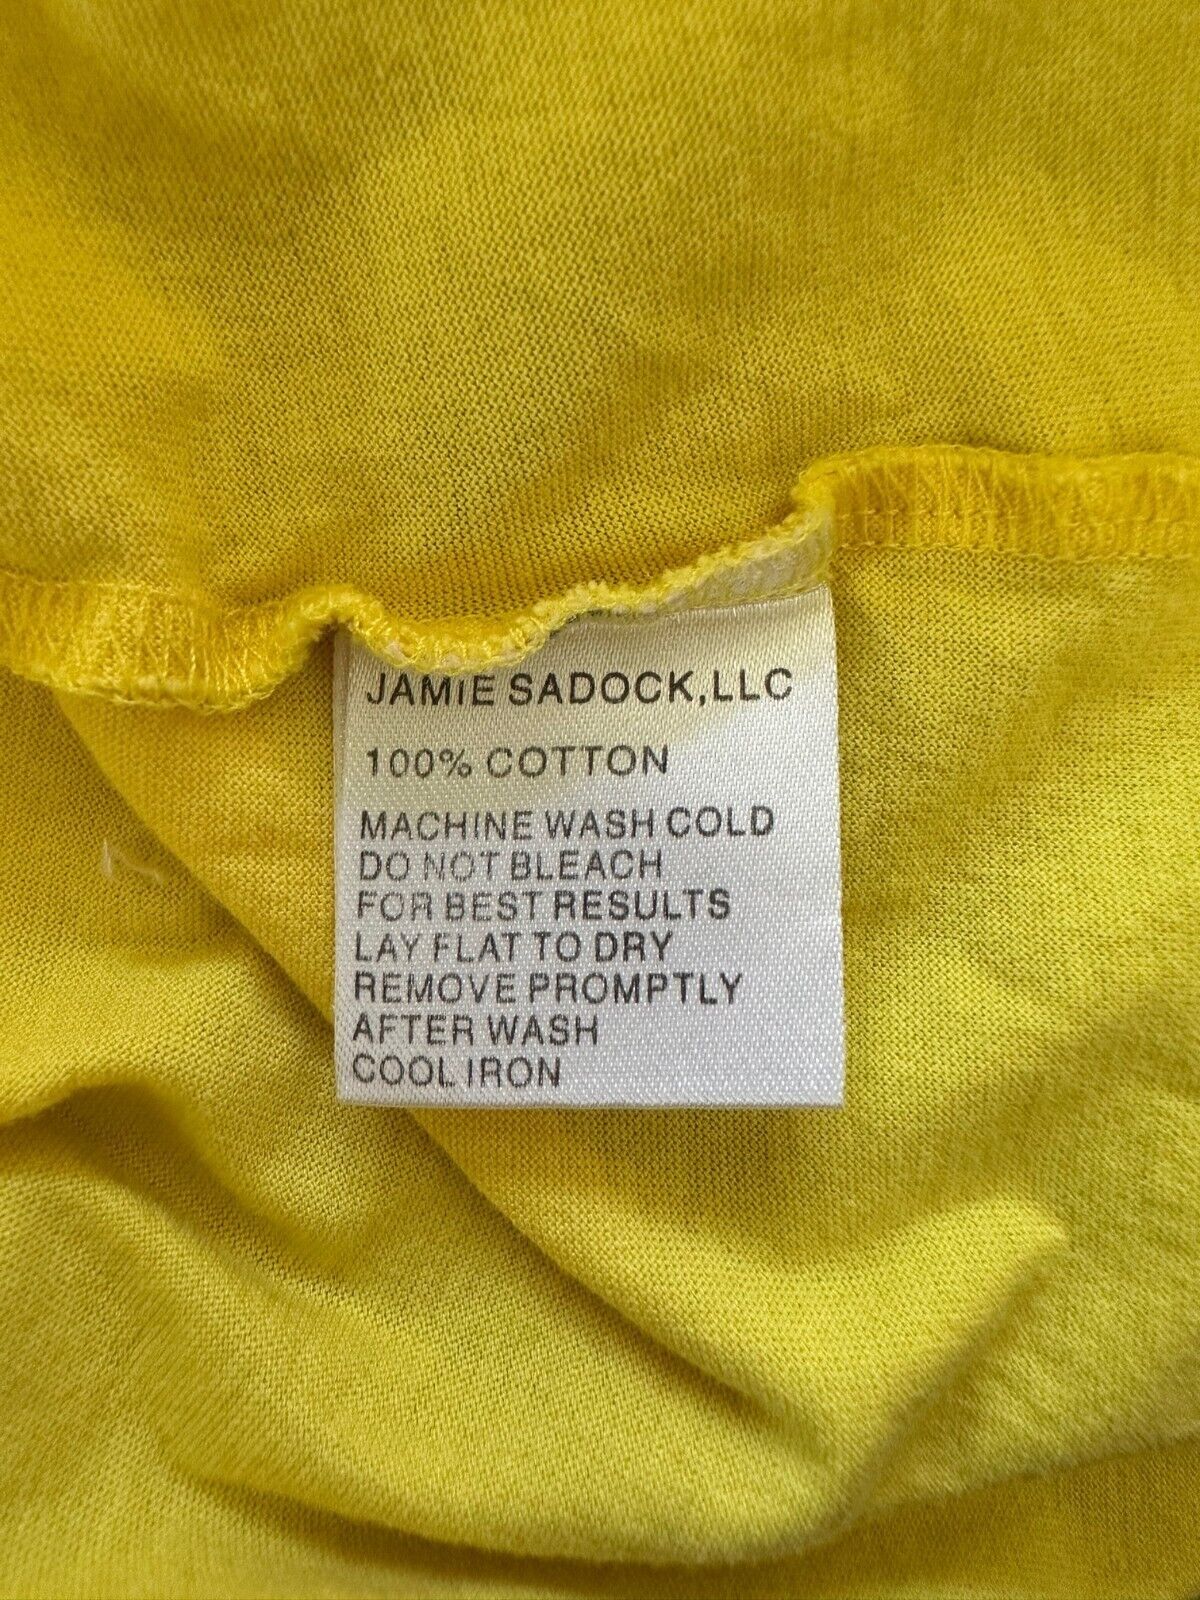 JAMIE SADOCK,LLC
100% COTTON
MACHINE WASH COLD
DO NOT BLEACH
FOR BEST RESULTS
LAY FLAT TO DRY
REMOVE PROMPTLY
AFTER WASH
COOL IRON